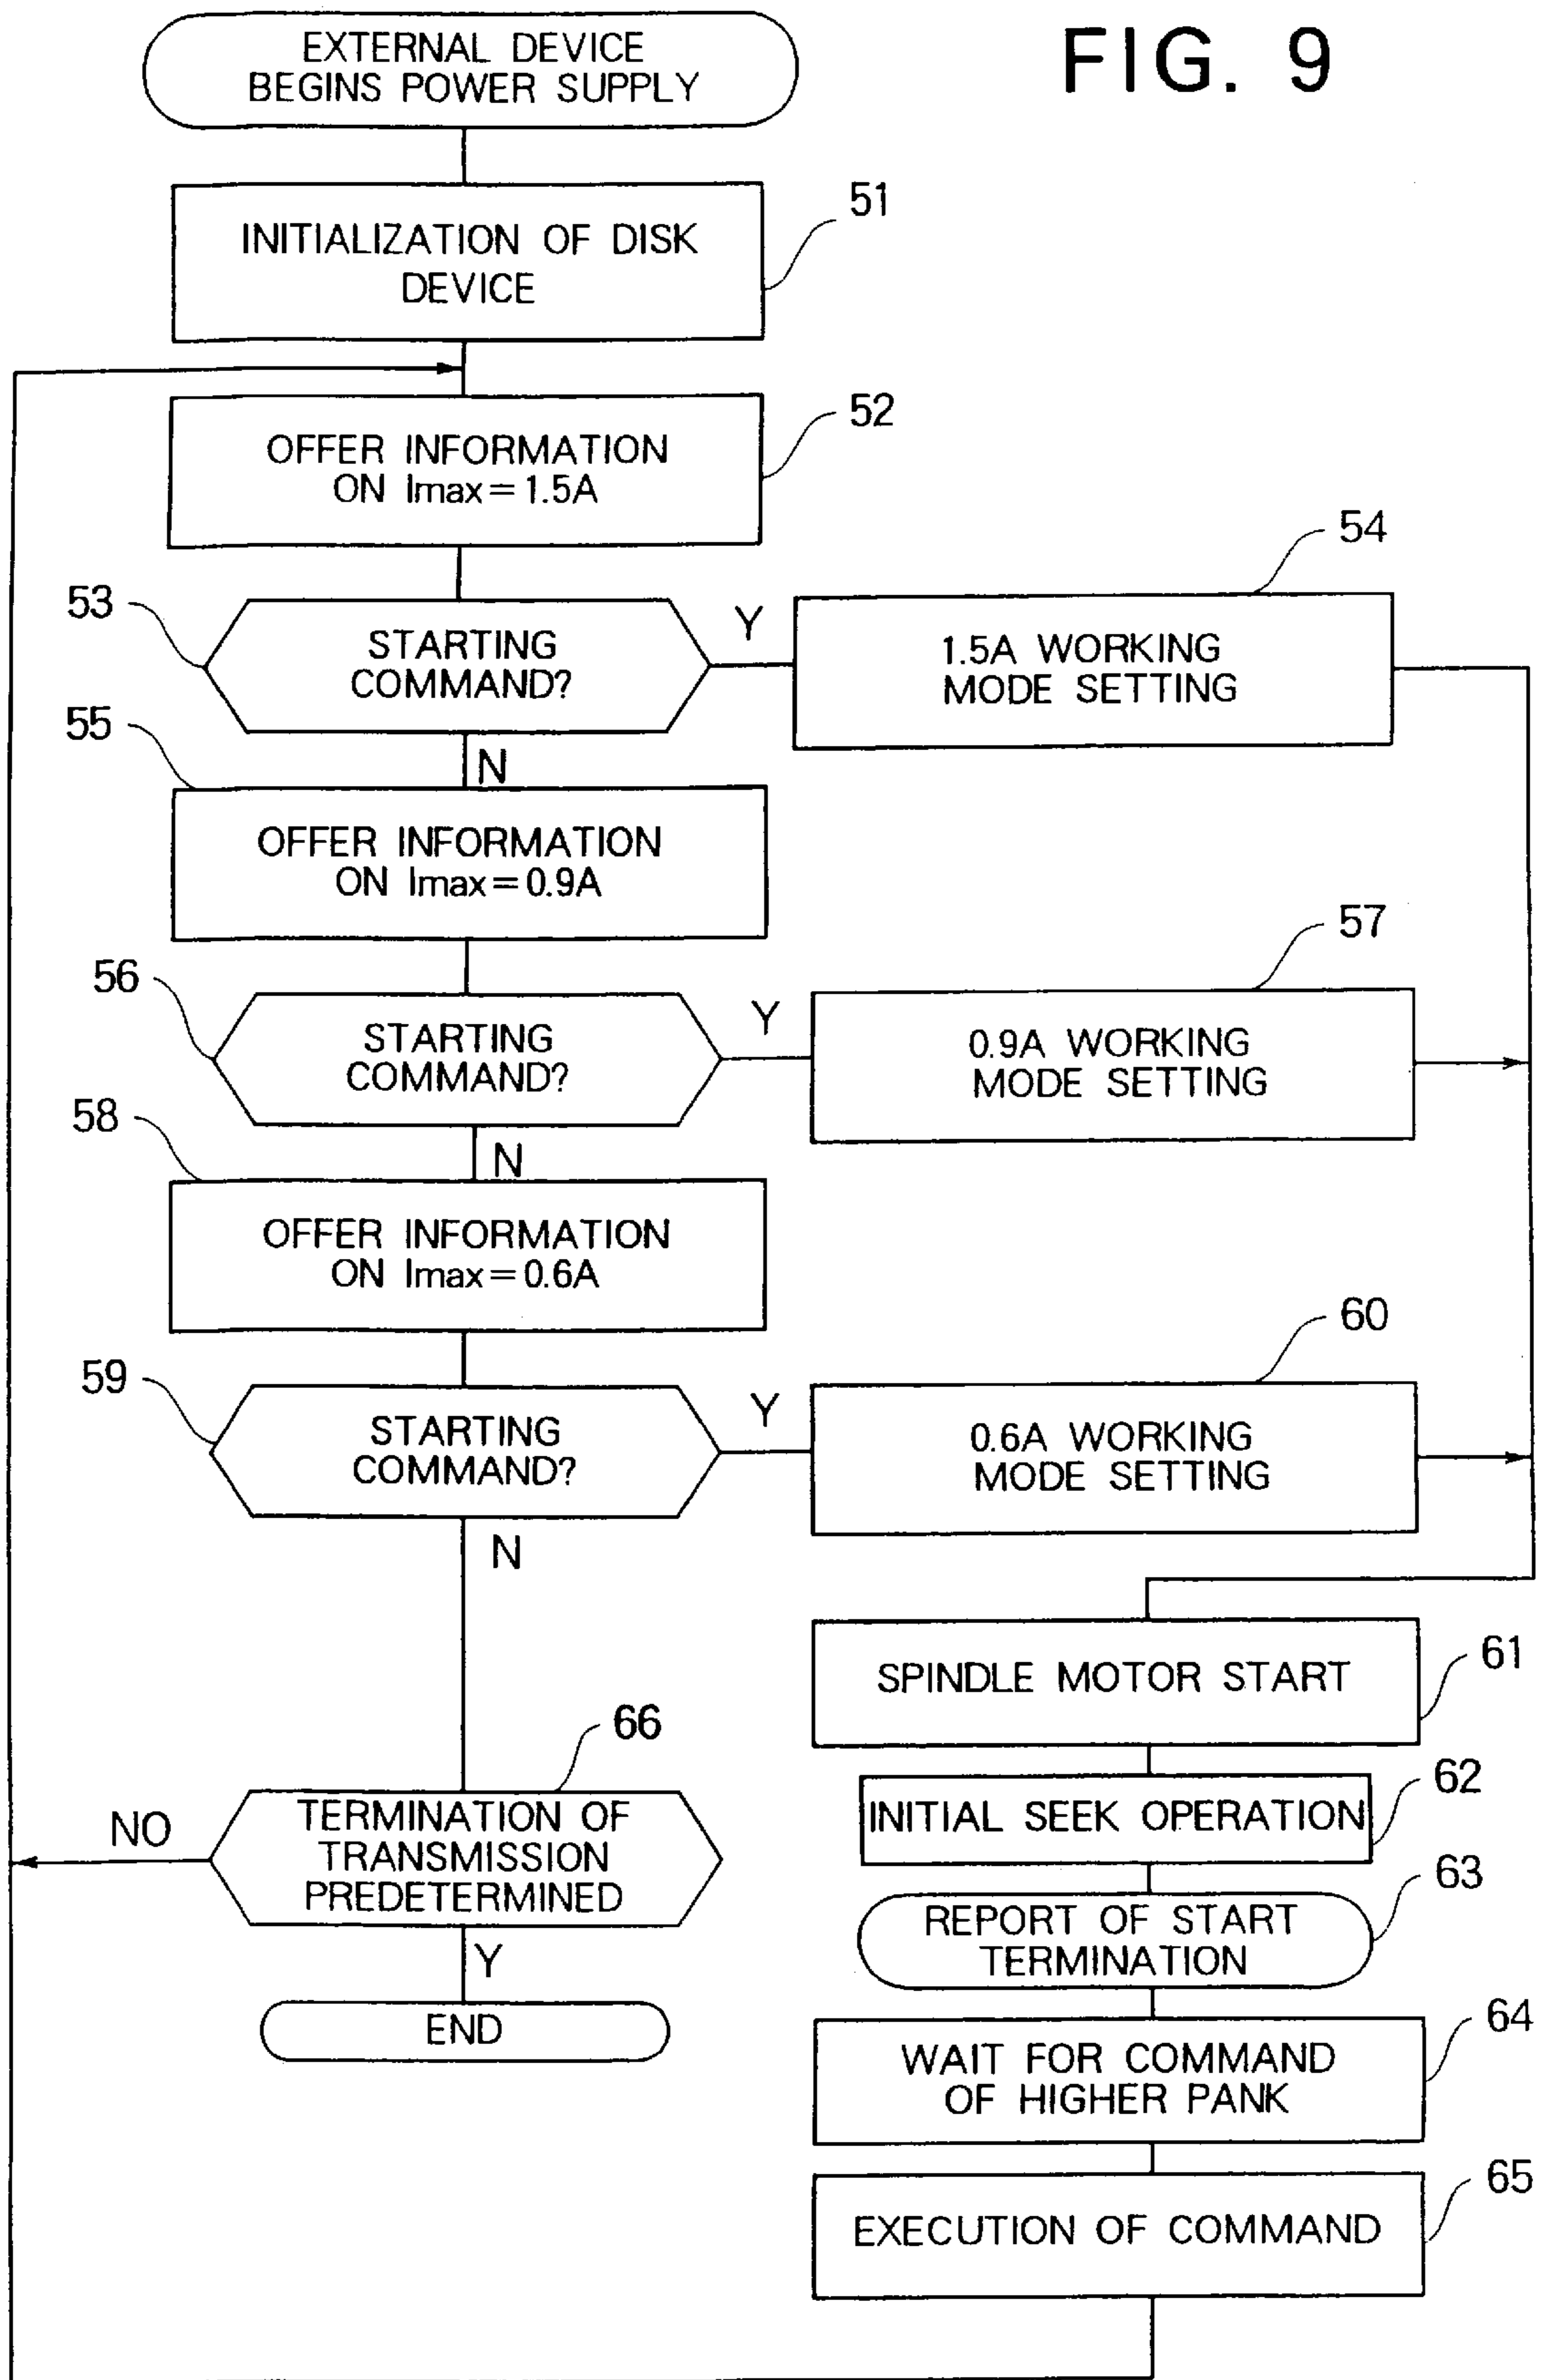 FIG. 9
EXTERNAL DEVICE
BEGINS POWER SUPPLY
51
INITIALIZATION OF DISK
DEVICE
52
OFFER INFORMATION
ON Imax=1.5A
53
STARTING
COMMAND?
Y
54
1.5A WORKING
MODE SETTING
N
55
OFFER INFORMATION
ON Imax=0.9A
56
STARTING
COMMAND?
Y
57
0.9A WORKING
MODE SETTING
N
58
OFFER INFORMATION
ON Imax=0.6A
59
STARTING
COMMAND?
Y
60
0.6A WORKING
MODE SETTING
N
61
SPINDLE MOTOR START
62
INITIAL SEEK OPERATION
63
REPORT OF START
TERMINATION
64
WAIT FOR COMMAND
OF HIGHER PANK
65
EXECUTION OF COMMAND
66
TERMINATION OF
TRANSMISSION
PREDETERMINED
NO
Y
END